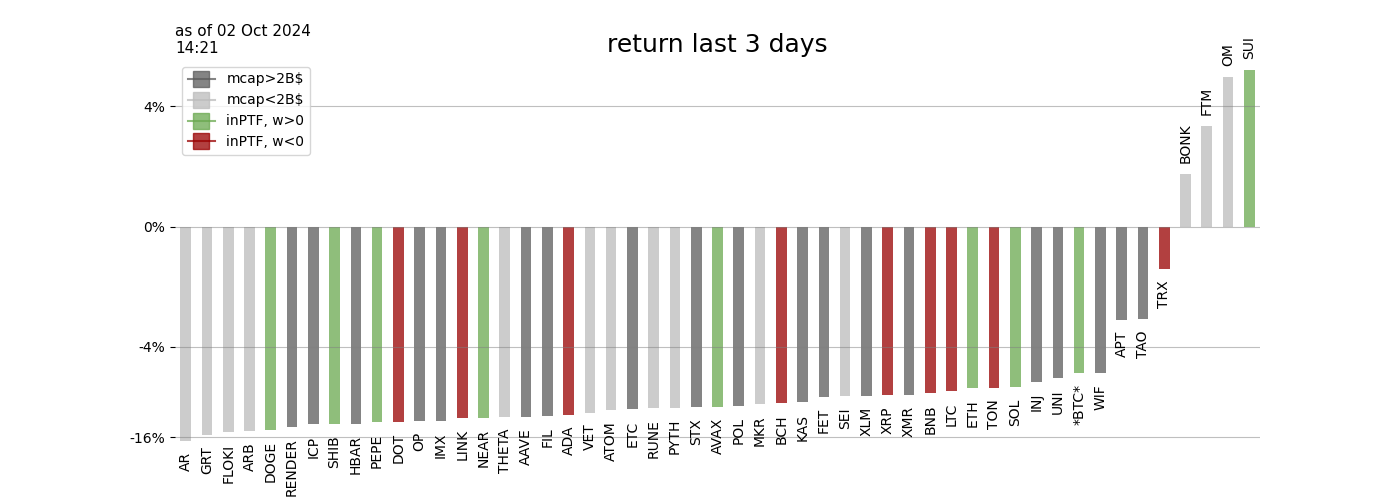 as of 02 Oct 2024
14:21
return last 3 days
mcap>2B$
mcap<2B$
inPTF, w>0
inPTF, w<0
4%
0%
-4%
-16%
AR
GRT
FLOKI
ARB
DOGE
RENDER
ICP
SHIB
HBAR
PEPE
DOT
OP
IMX
LINK
NEAR
THETA
AAVE
FIL
ADA
VET
ATOM
ETC
RUNE
PYTH
STX
AVAX
POL
MKR
BCH
KAS
FET
SEI
XLM
XRP
XMR
BNB
LTC
ETH
TON
SOL
INJ
UNI
*BTC*
WIF
APT
TAO
TRX
BONK
FTM
OM
SUI